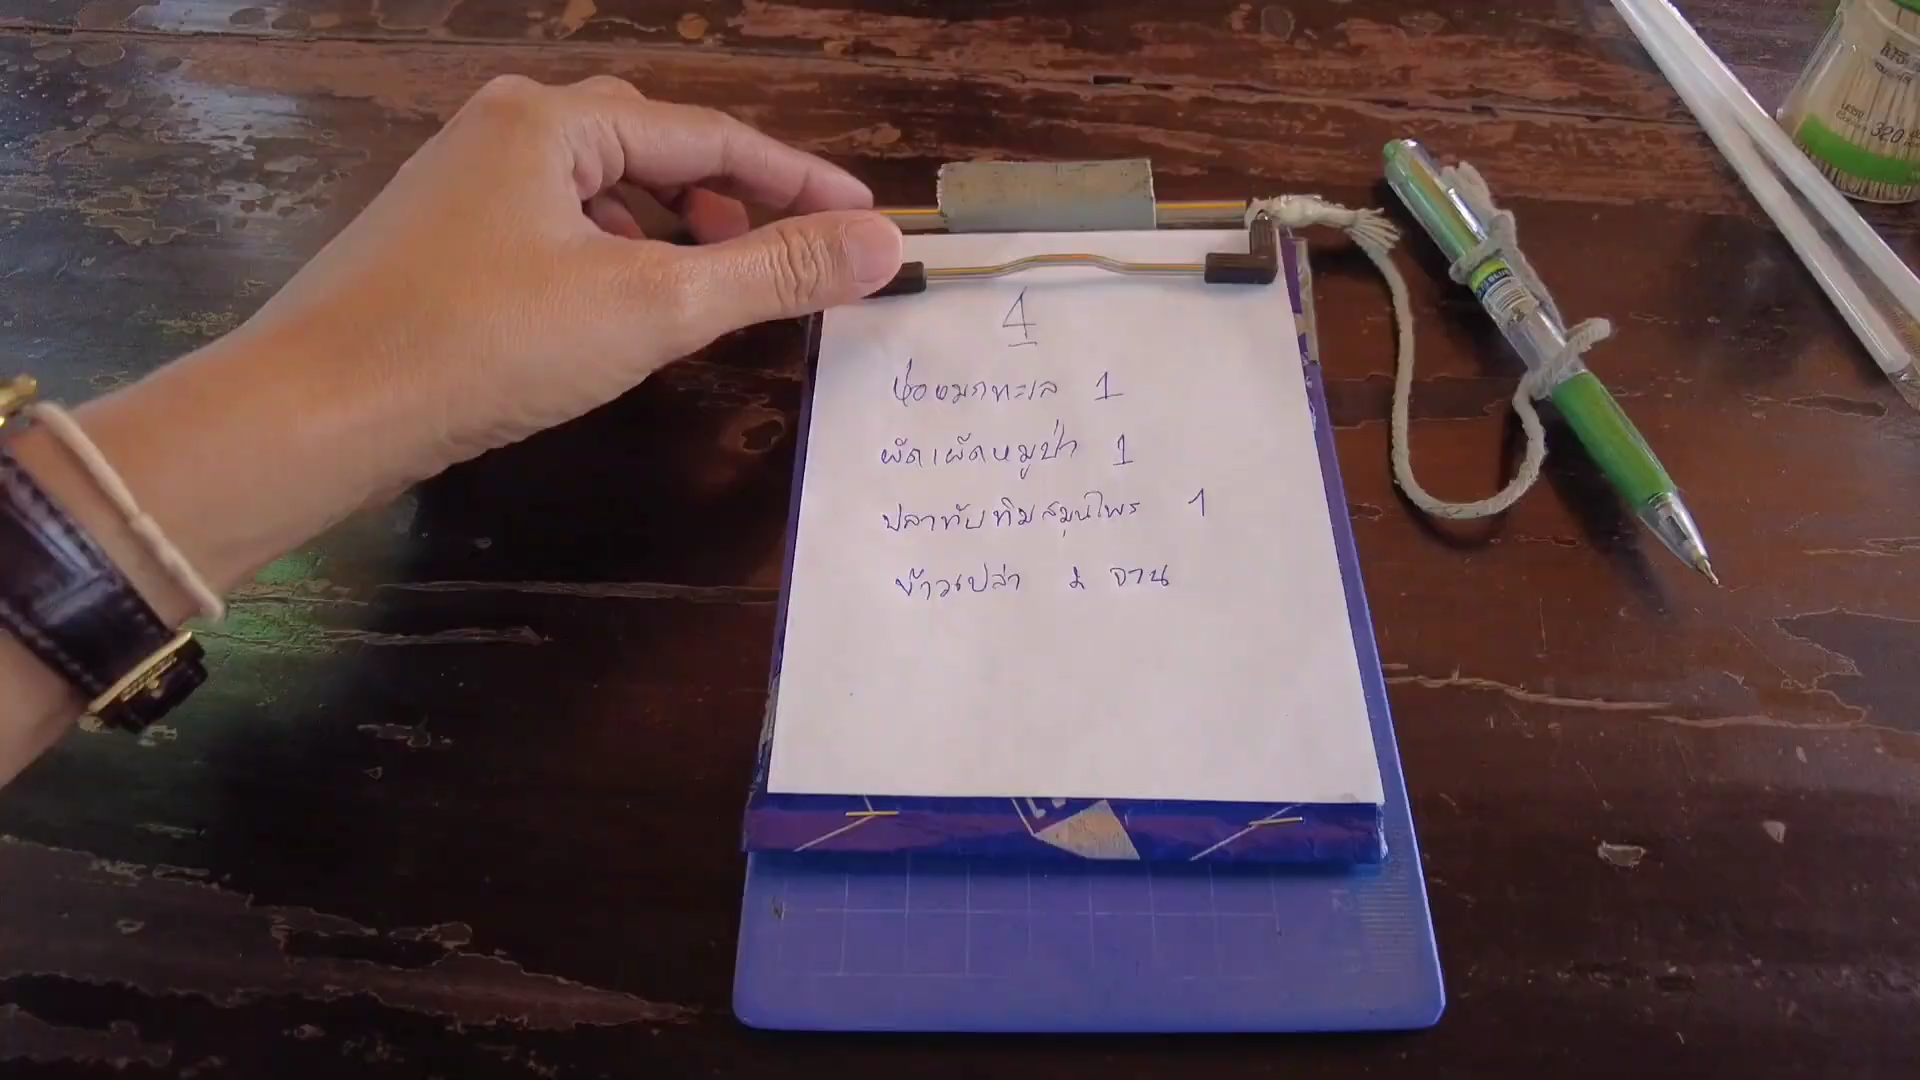 4
ห่อหมกทะเล 1
ผัดเผ็ดหมูป่า 1
ปลาทับทิมสมุนไพร 1
ข้าวเปล่า 2 จาน
320